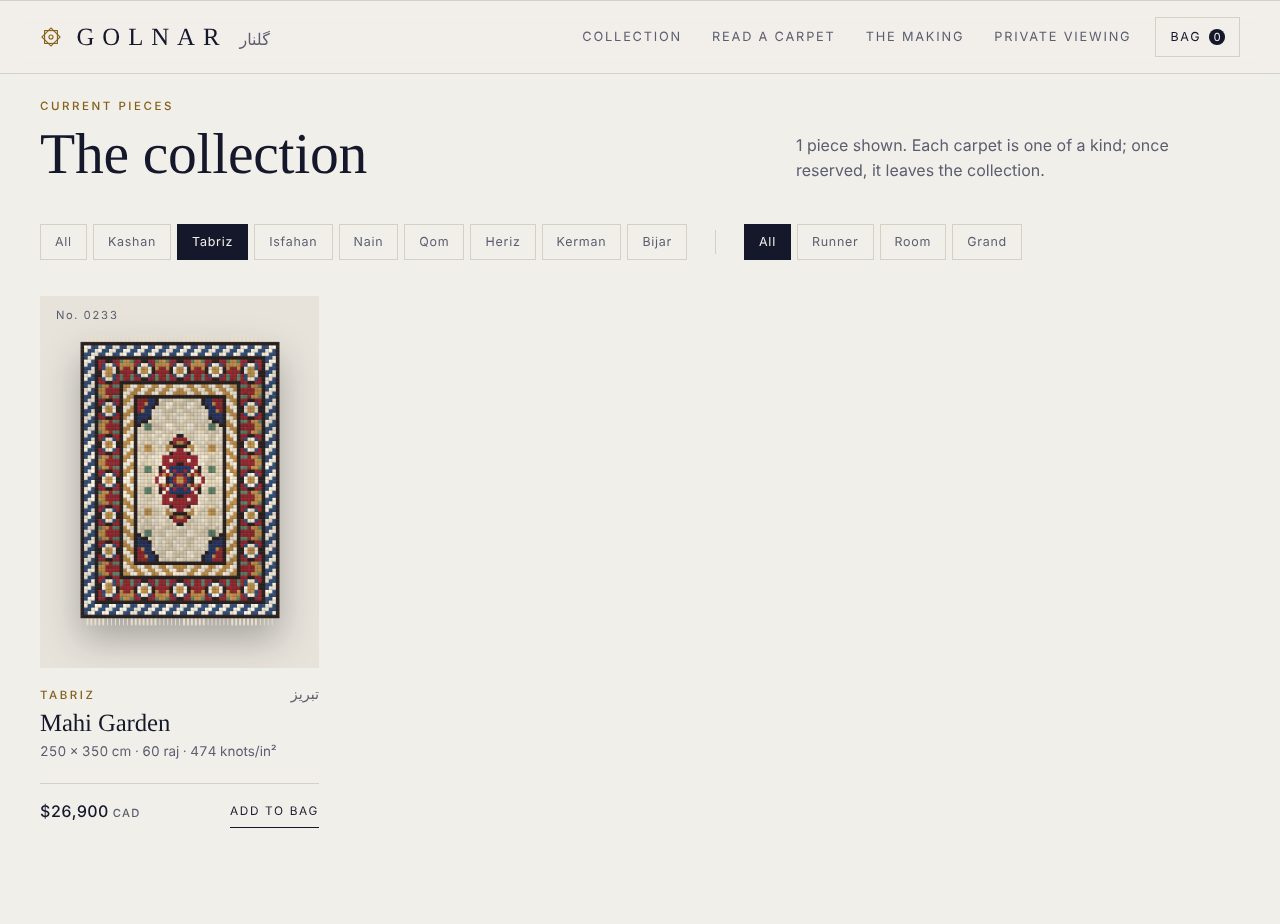 GOLNAR گلنار
COLLECTION READ A CARPET THE MAKING PRIVATE VIEWING BAG 0
CURRENT PIECES
The collection
1 piece shown. Each carpet is one of a kind; once
reserved, it leaves the collection.
All Kashan Tabriz Isfahan Nain Qom Heriz Kerman Bijar All Runner Room Grand
No. 0233
TABRIZ تبریز
Mahi Garden
250 × 350 cm · 60 raj · 474 knots/in²
$26,900 CAD ADD TO BAG